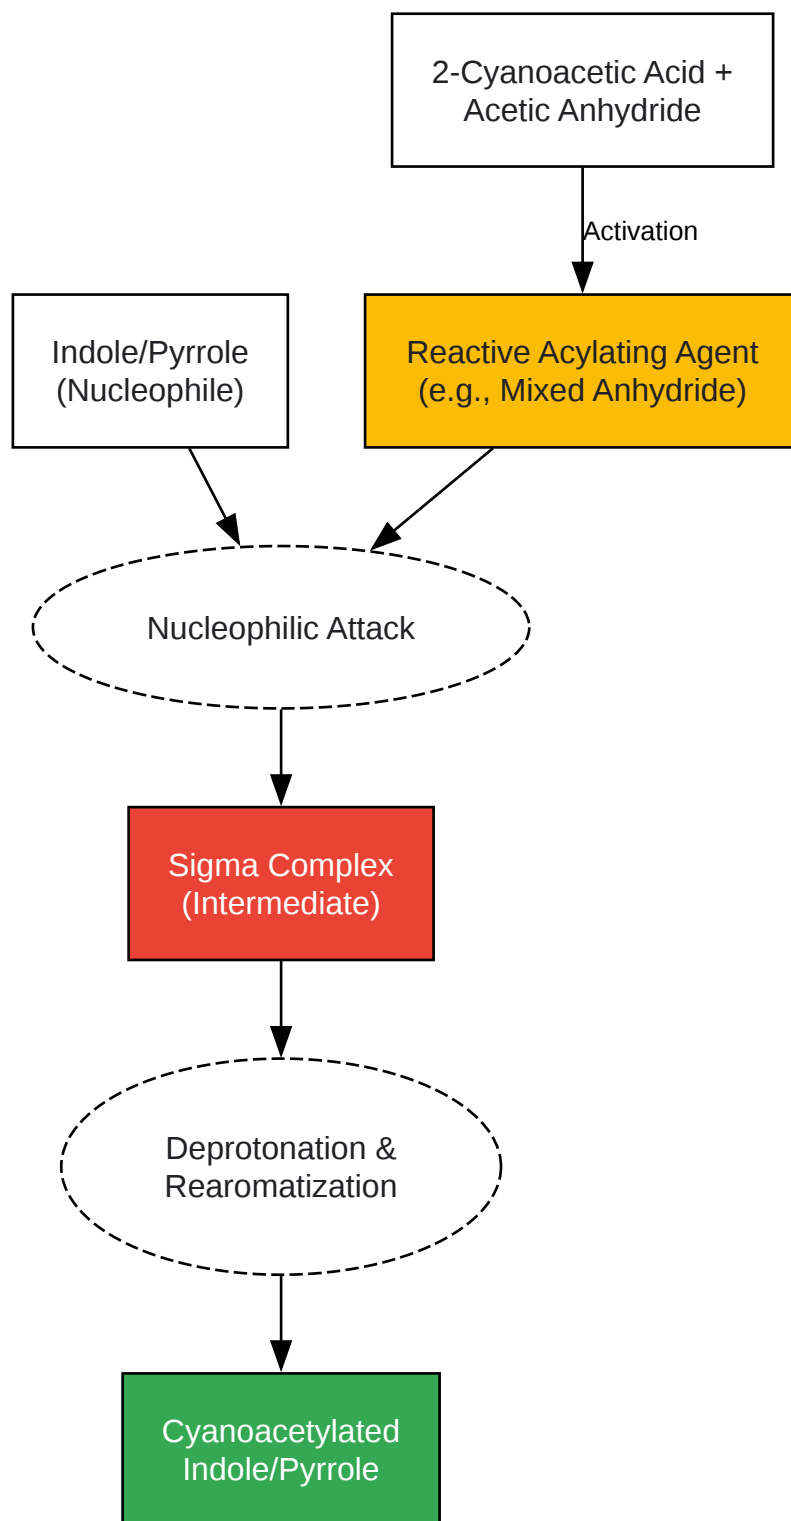 2-Cyanoacetic Acid +
Acetic Anhydride
Activation
Indole/Pyrrole
(Nucleophile)
Reactive Acylating Agent
(e.g., Mixed Anhydride)
Nucleophilic Attack
Sigma Complex
(Intermediate)
Deprotonation &
Rearomatization
Cyanoacetylated
Indole/Pyrrole